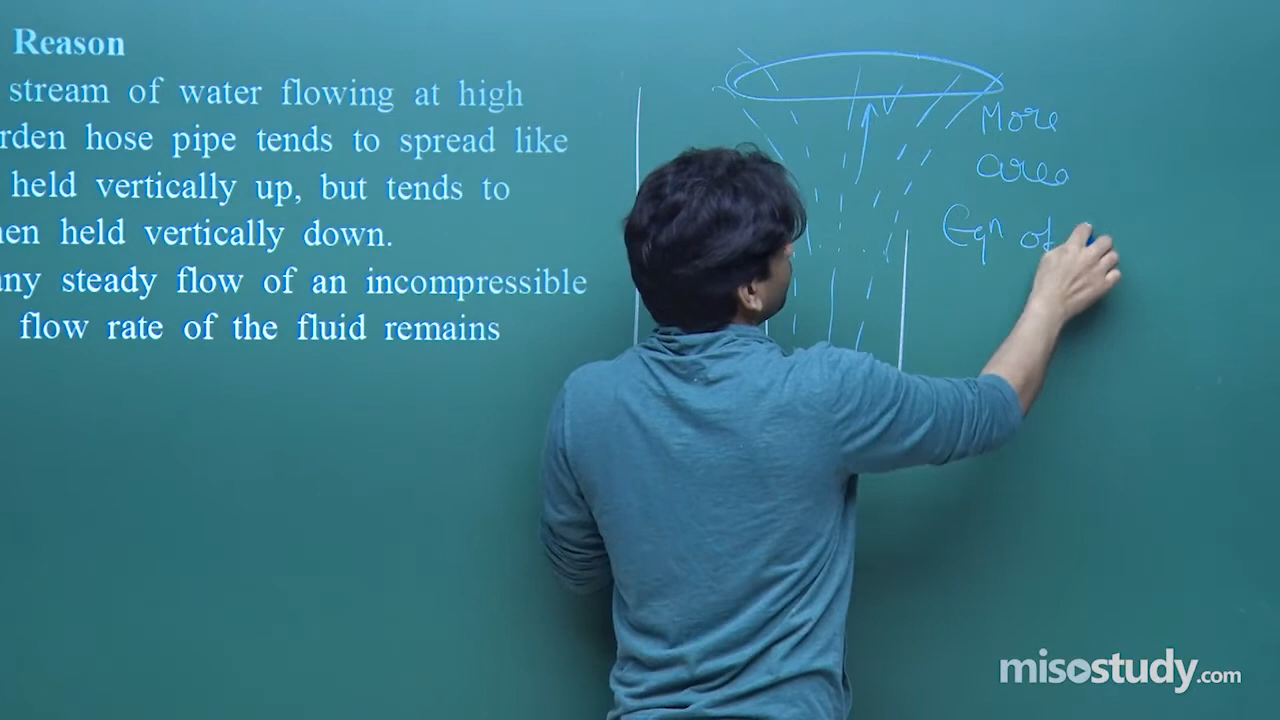 Reason
stream of water flowing at high
rden hose pipe tends to spread like
held vertically up, but tends to
en held vertically down.
ny steady flow of an incompressible
flow rate of the fluid remains
More
area
Eqn of
misostudy.com